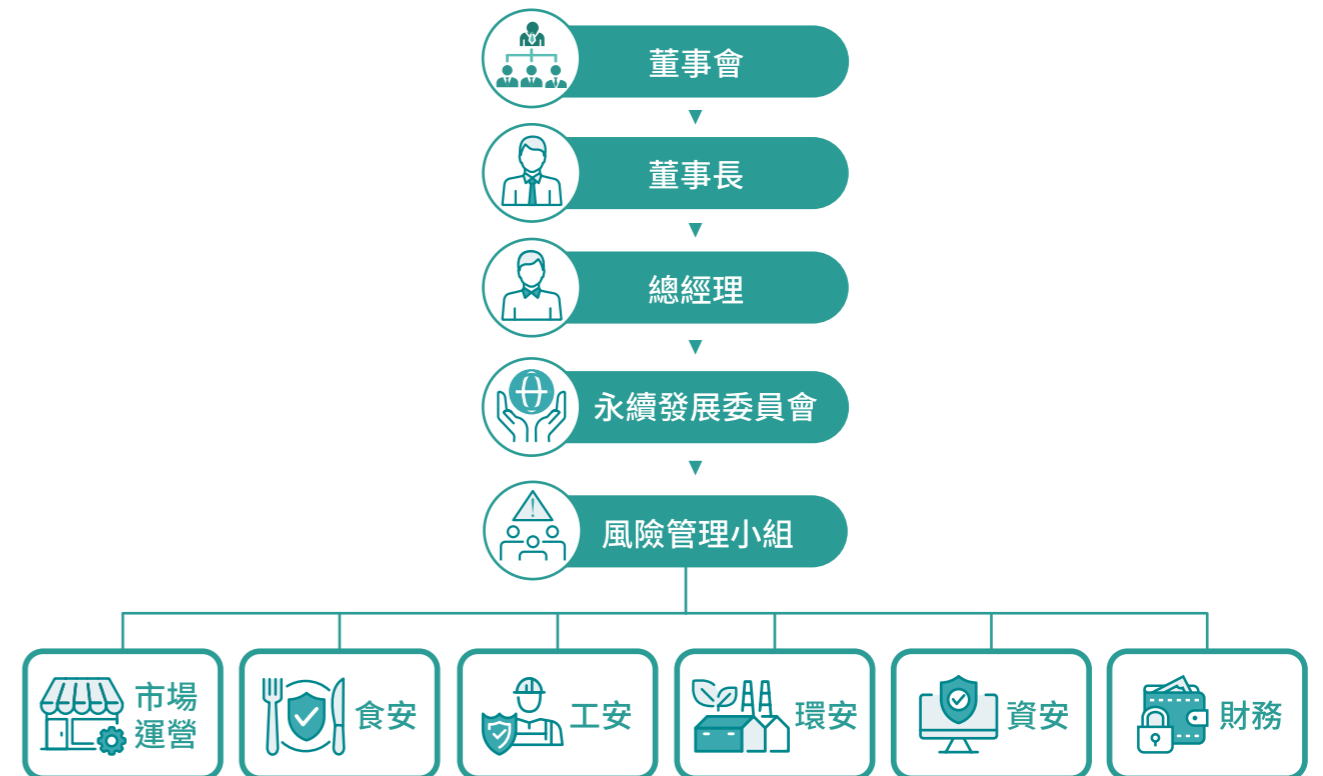 董事會
董事長
總經理
永續發展委員會
風險管理小組
市場
運營
食安
工安
環安
資安
財務